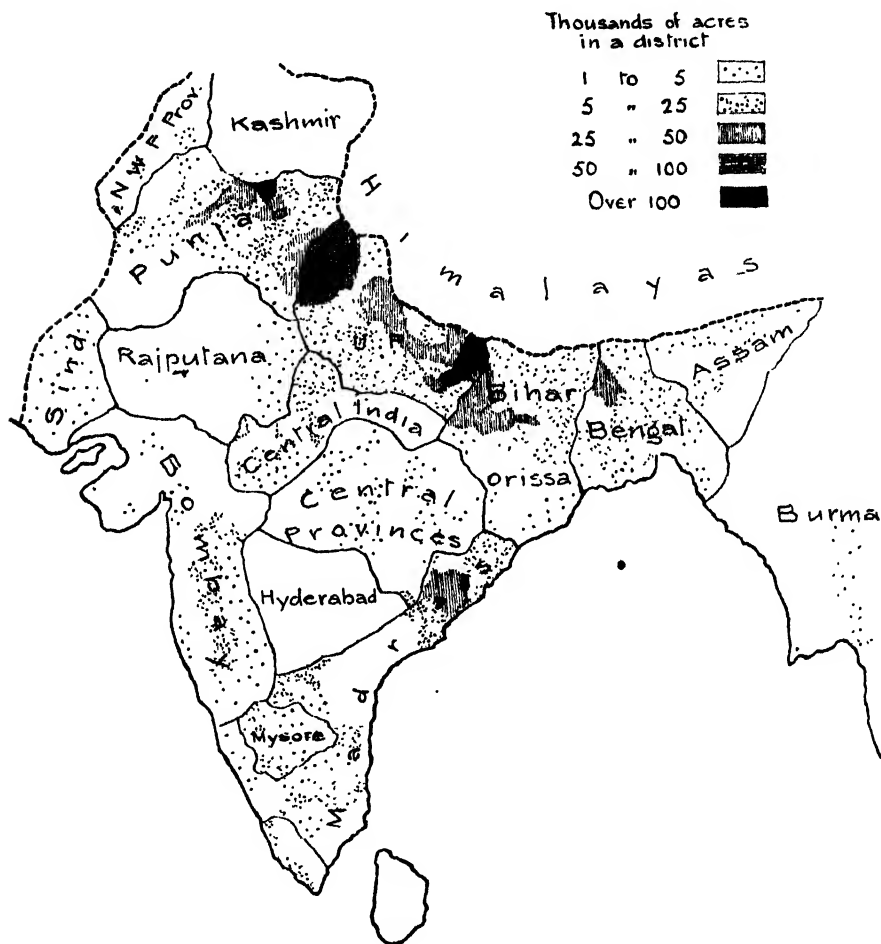 Thousands of acres
in a district
1 to 5
5 " 25
25 " 50
50 " 100
Over 100
N W F Prov.
Kashmir
Punja
Himalayas
Sind
Rajputana
U
Assam
Bihar
Bengal
Central India
Orissa
Central
Provinces
Burma
Bombay
Hyderabad
Madras
Mysore